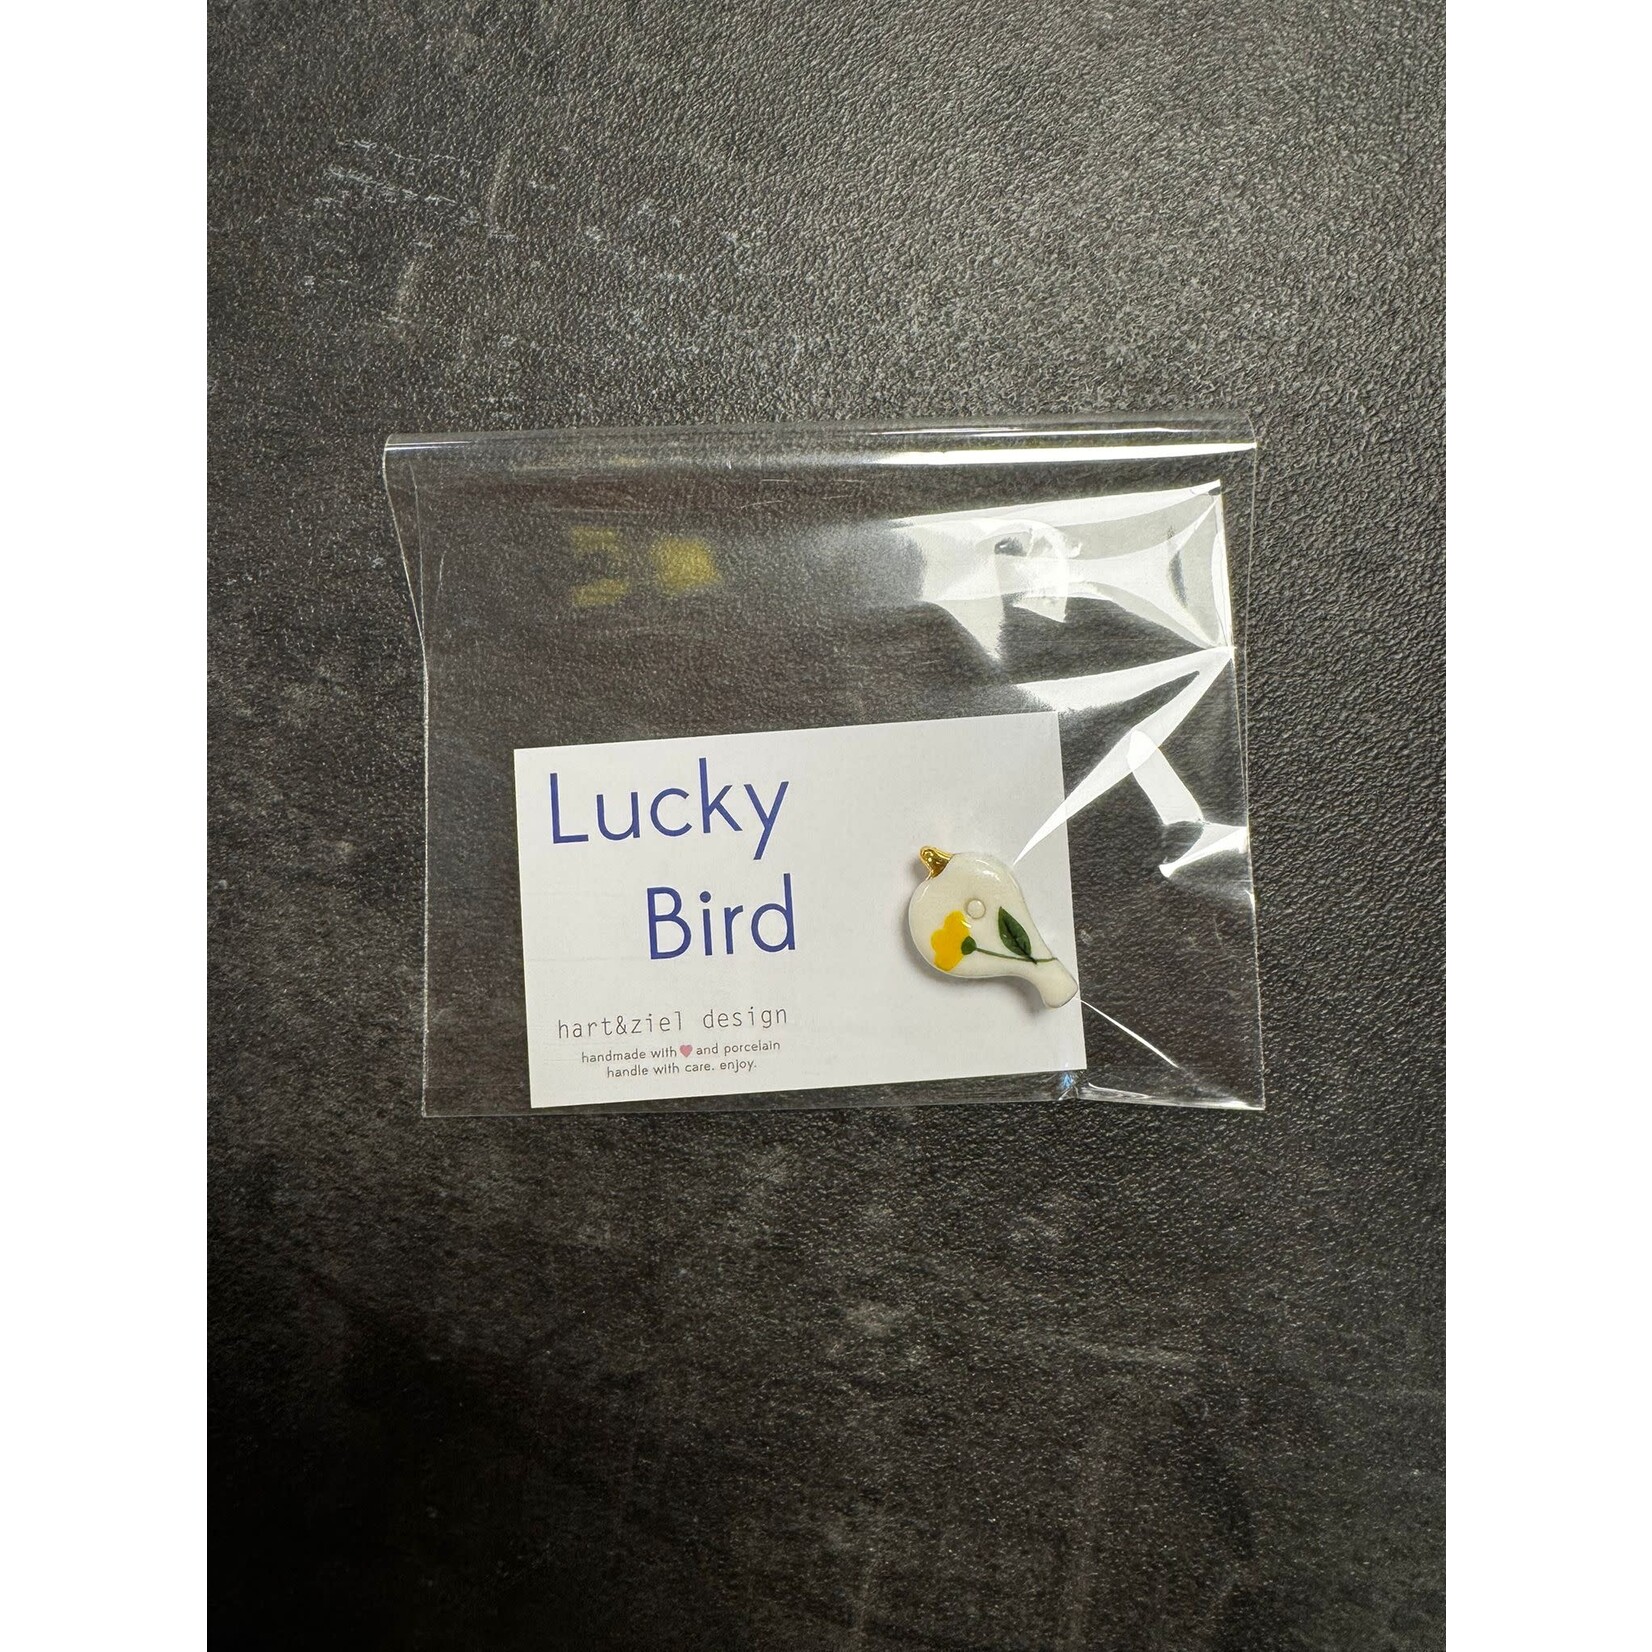 Lucky
Bird
hart&ziel design
handmade with ♥ and porcelain
handle with care. enjoy.